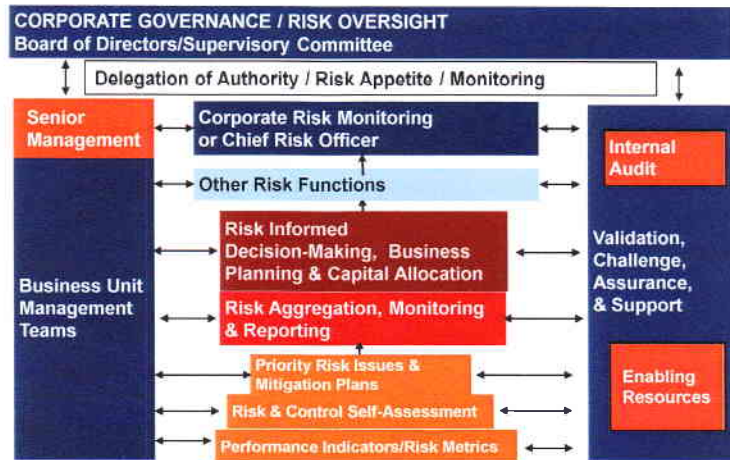 CORPORATE GOVERNANCE / RISK OVERSIGHT
Board of Directors/Supervisory Committee
Delegation of Authority / Risk Appetite / Monitoring
Senior
Management
Corporate Risk Monitoring
or Chief Risk Officer
Internal
Audit
Other Risk Functions
Risk Informed
Decision-Making, Business
Planning & Capital Allocation
Validation,
Challenge,
Assurance,
& Support
Business Unit
Management
Teams
Risk Aggregation, Monitoring
& Reporting
Priority Risk Issues &
Mitigation Plans
Enabling
Resources
Risk & Control Self-Assessment
Performance Indicators/Risk Metrics